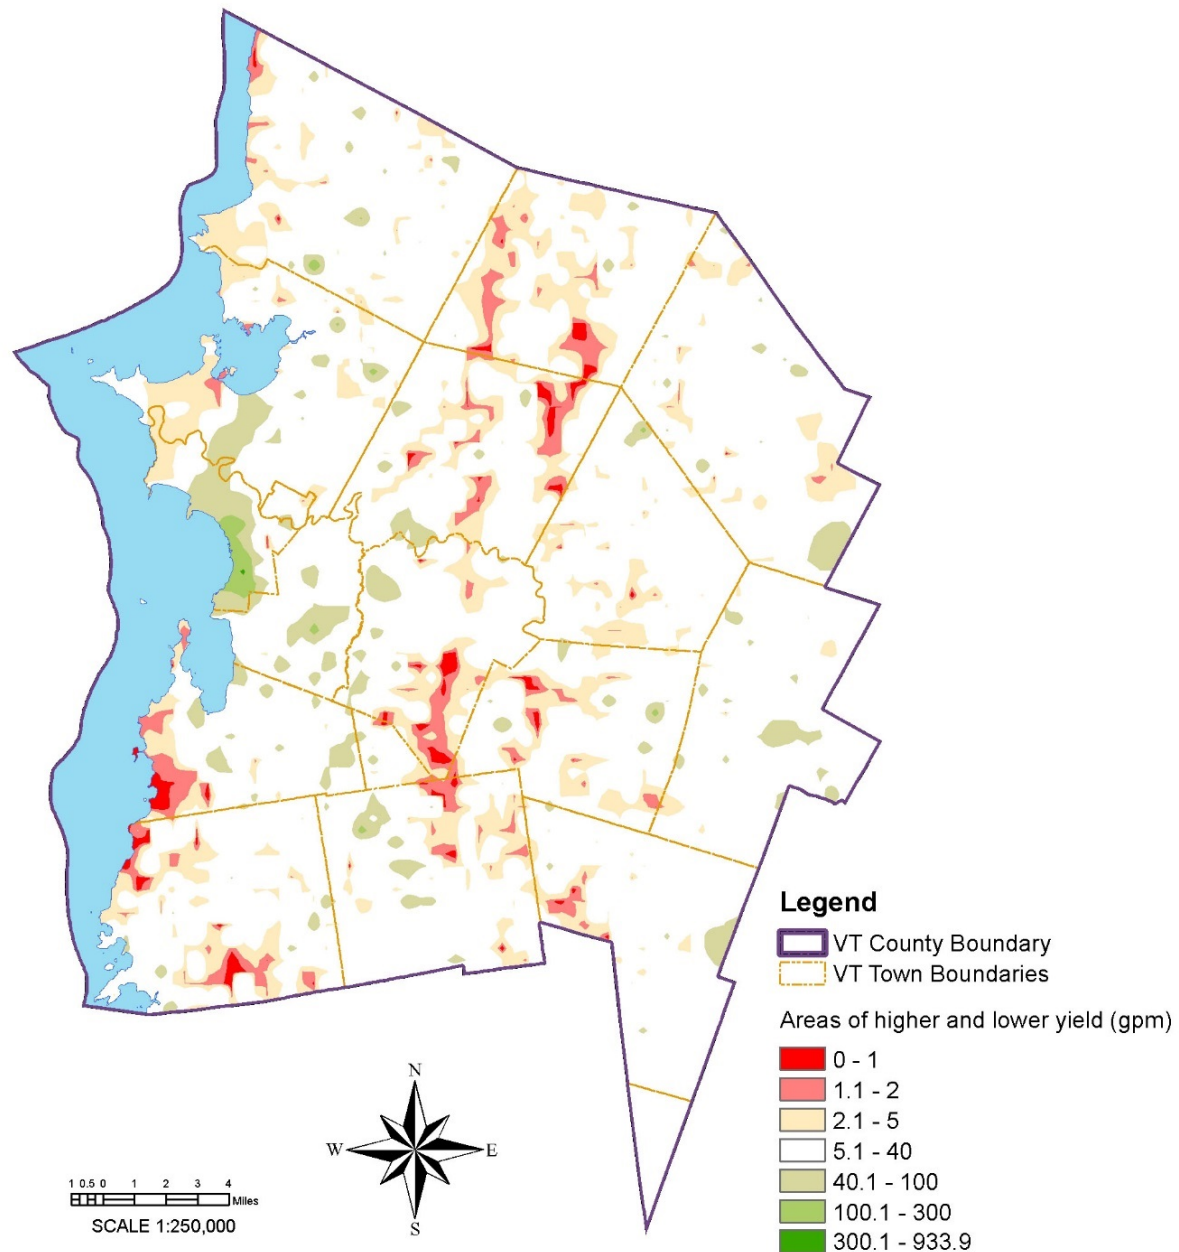 Legend
VT County Boundary
VT Town Boundaries
Areas of higher and lower yield (gpm)
0 - 1
1.1 - 2
2.1 - 5
5.1 - 40
40.1 - 100
100.1 - 300
300.1 - 933.9
N
W
E
S
1 0.5 0 1 2 3 4
Miles
SCALE 1:250,000